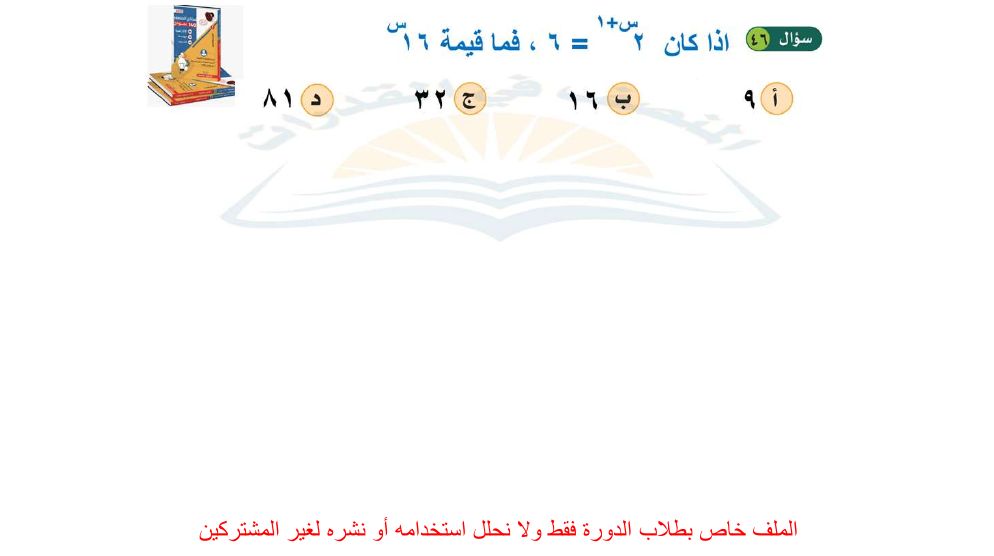 سؤال ٤٦ اذا كان ٢^(س+١) = ٦ ، فما قيمة ١٦^س
أ ٩ ب ١٦ ج ٣٢ د ٨١
الملف خاص بطلاب الدورة فقط ولا نحلل استخدامه أو نشره لغير المشتركين